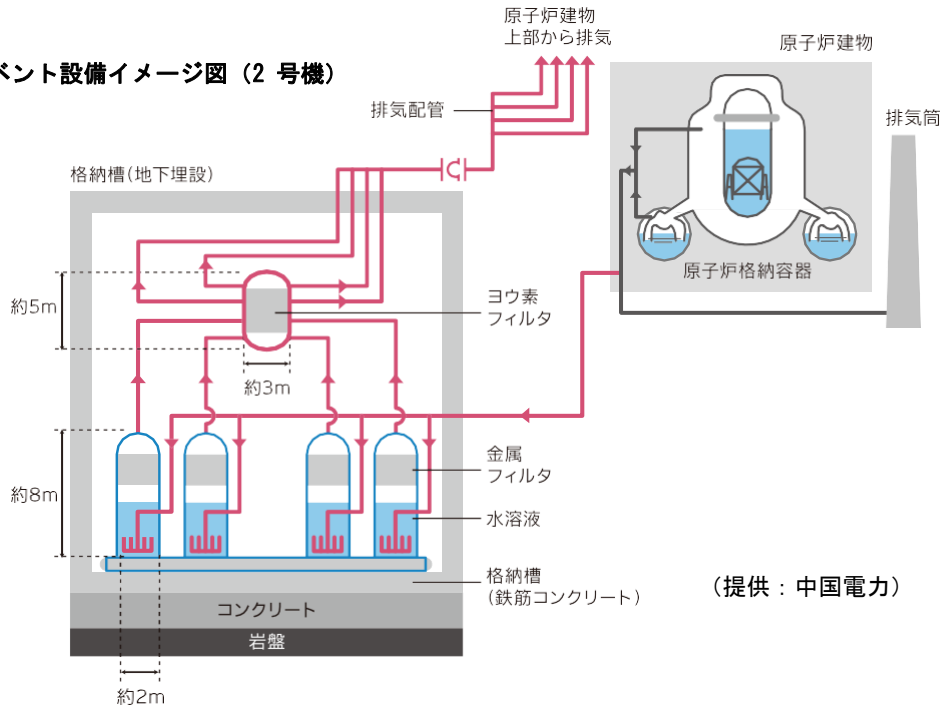 ベント設備イメージ図（2 号機）
原子炉建物
上部から排気
排気配管
原子炉建物
排気筒
原子炉格納容器
格納槽（地下埋設）
約5m
ヨウ素
フィルタ
約3m
約8m
金属
フィルタ
水溶液
格納槽
（鉄筋コンクリート）
コンクリート
岩盤
約2m
（提供：中国電力）